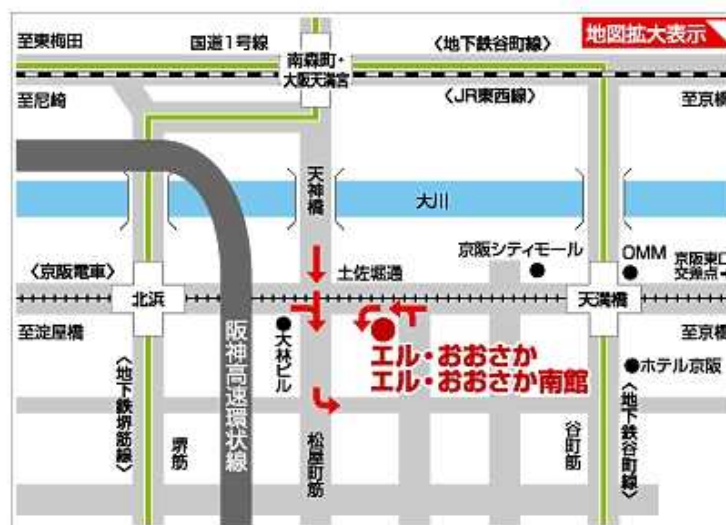 地図拡大表示
至東梅田
国道1号線
〈地下鉄谷町線〉
南森町・
大阪天満宮
至尼崎
〈JR東西線〉
至京橋
天神橋
大川
京阪シティモール
OMM
京阪東口
交差点
〈京阪電車〉
土佐堀通
北浜
天満橋
至淀屋橋
大林ビル
至京橋
エル・おおさか
エル・おおさか南館
ホテル京阪
阪神高速環状線
〈地下鉄堺筋線〉
堺筋
松屋町筋
谷町筋
〈地下鉄谷町線〉